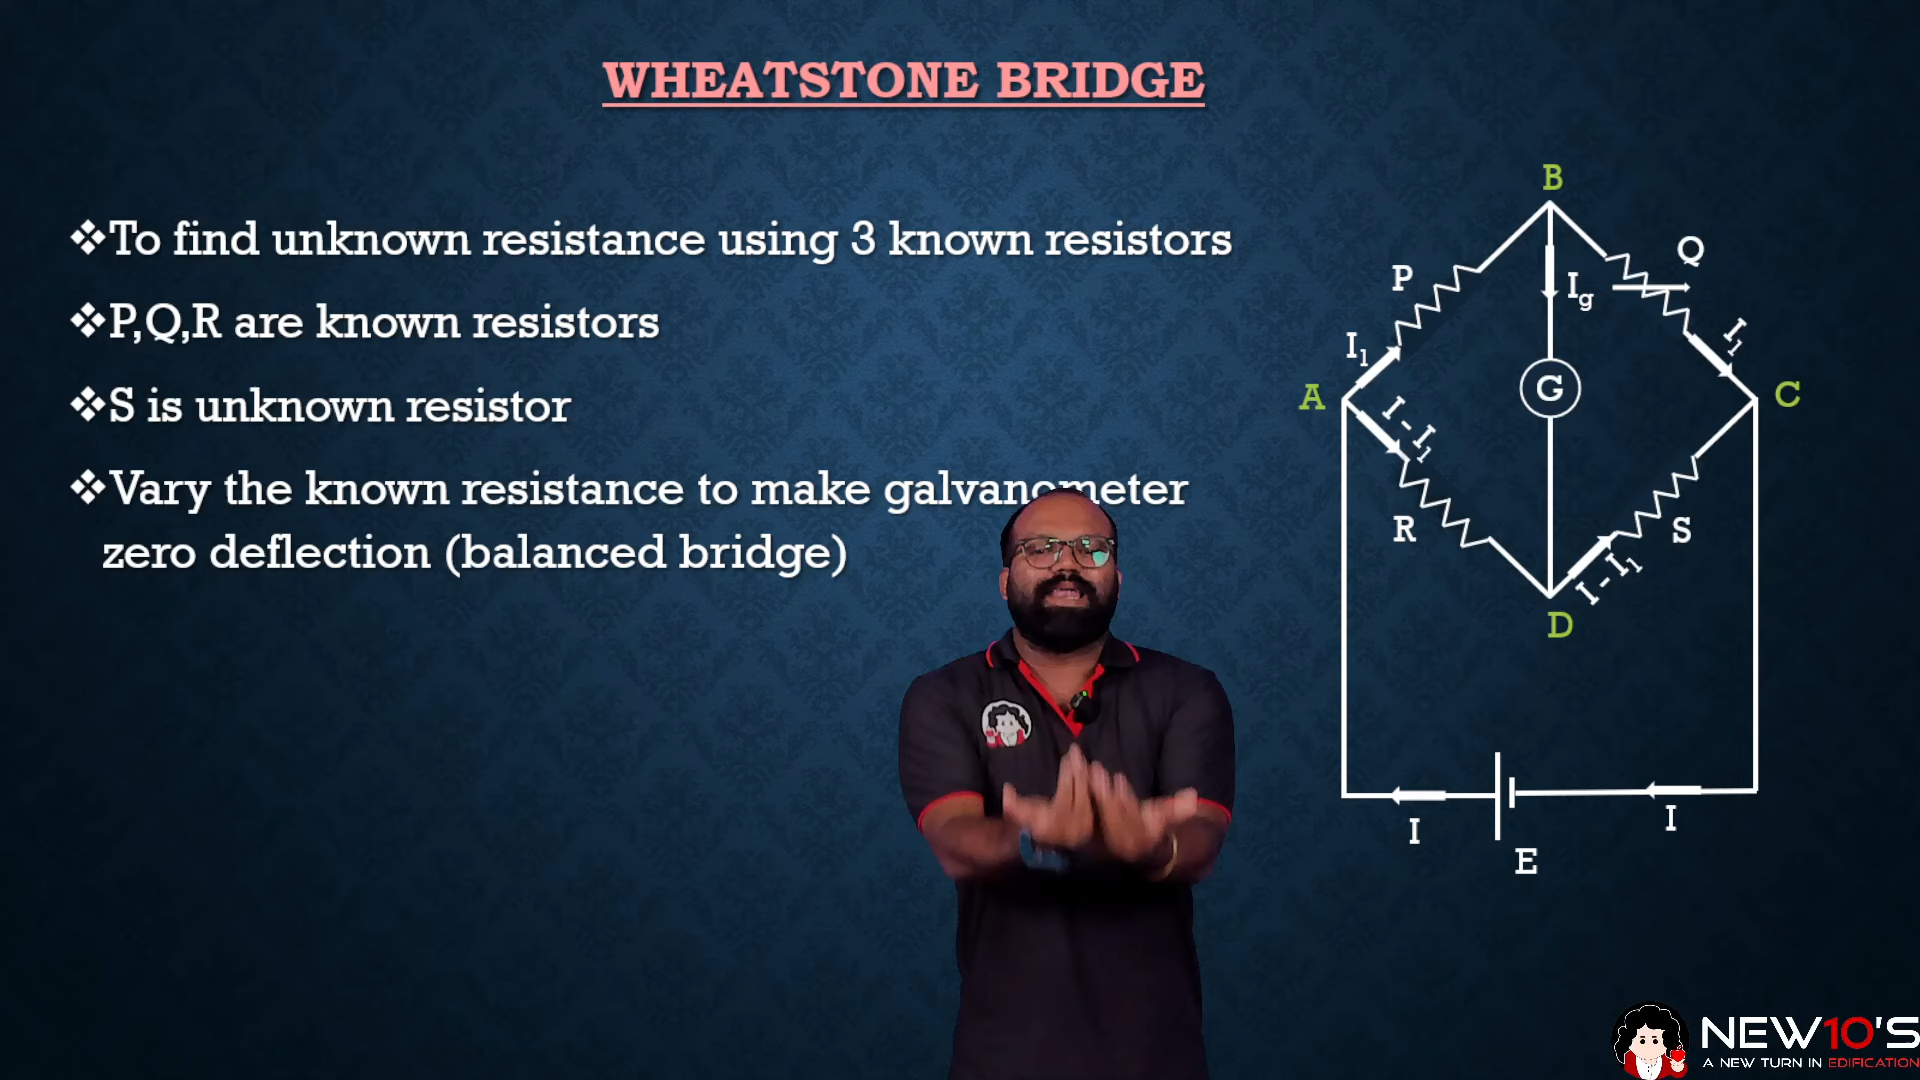 WHEATSTONE BRIDGE
❖To find unknown resistance using 3 known resistors
❖P,Q,R are known resistors
❖S is unknown resistor
❖Vary the known resistance to make galvanometer
zero deflection (balanced bridge)
B
Q
P
Ig
I1
I1
A
G
C
I - I1
R
S
I - I1
D
I
I
E
NEW10'S
A NEW TURN IN EDIFICATION